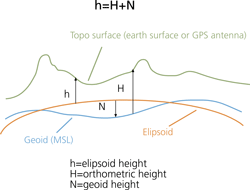 h=H+N
Topo surface (earth surface or GPS antenna)
h
H
N
Geoid (MSL)
Elipsoid
h=elipsoid height
H=orthometric height
N=geoid height